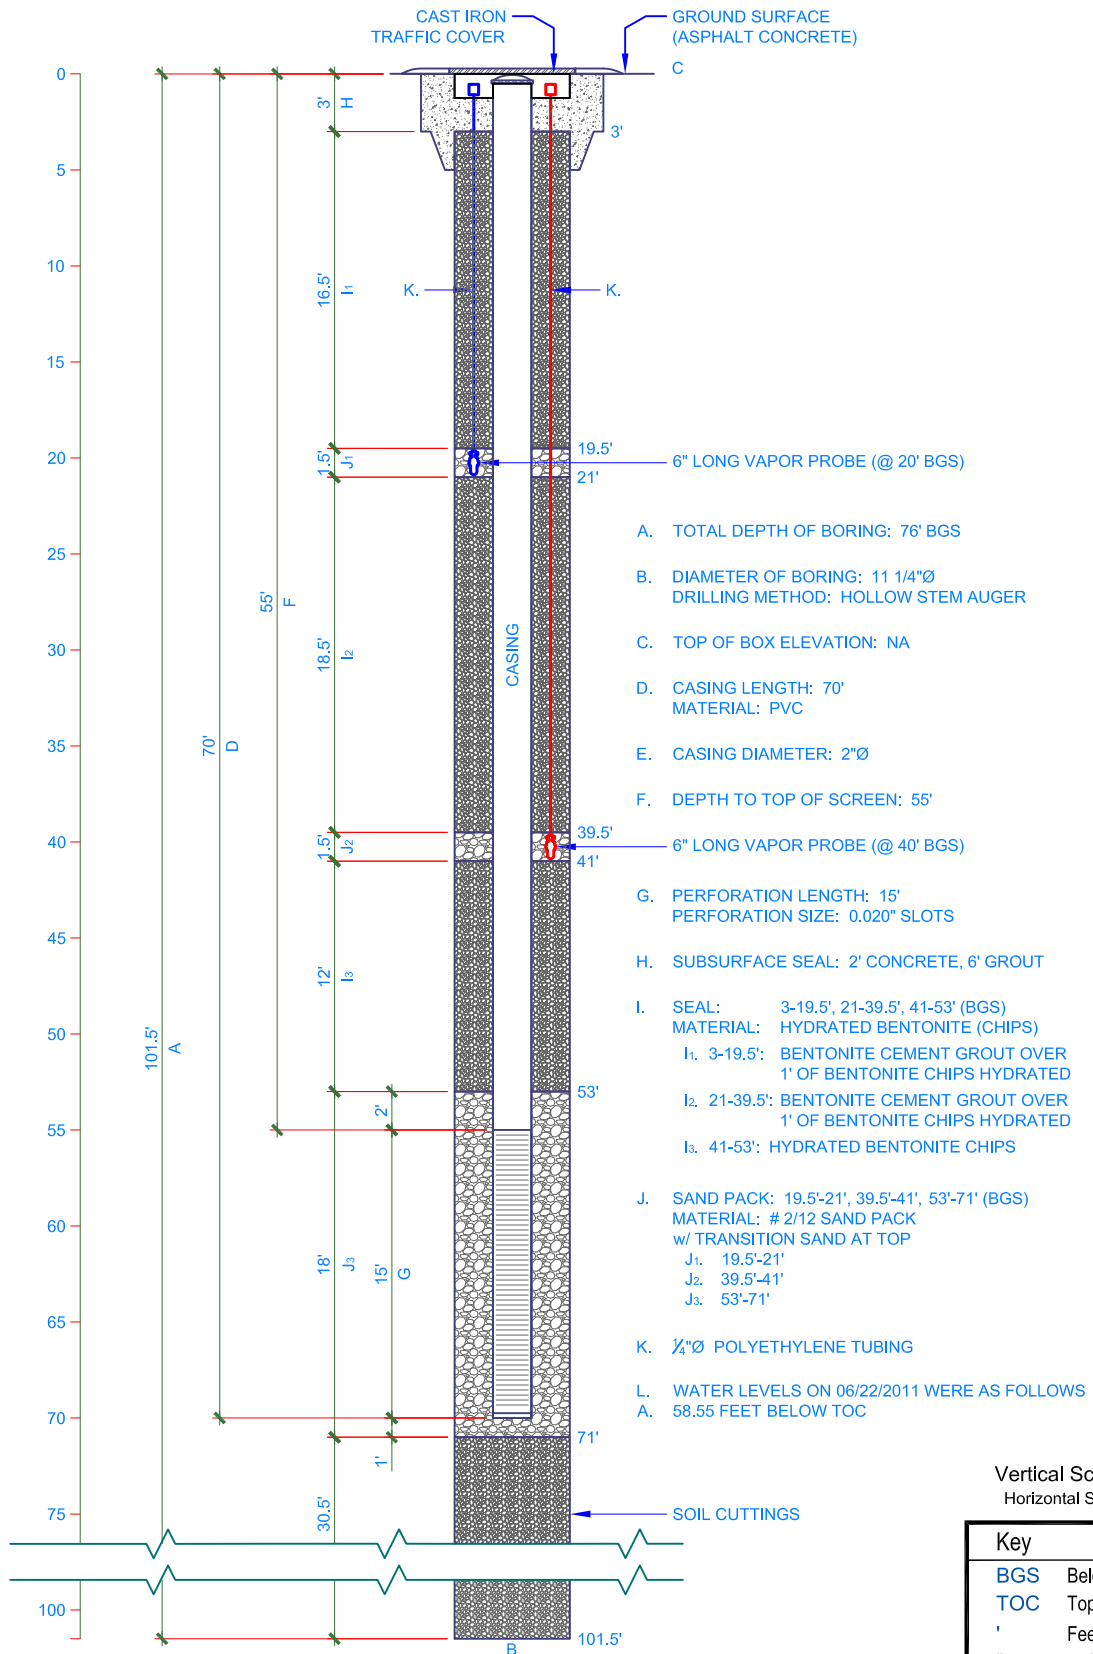 CAST IRON
TRAFFIC COVER
GROUND SURFACE
(ASPHALT CONCRETE)
C
0
5
10
15
20
25
30
35
40
45
50
55
60
65
70
75
100
101.5'
A
70'
D
55'
F
3'
H
16.5'
I1
1.5'
J1
18.5'
I2
1.5'
J2
12'
I3
2'
18'
J3
15'
G
1'
30.5'
K.
K.
CASING
3'
19.5'
21'
39.5'
41'
53'
71'
101.5'
B
6" LONG VAPOR PROBE (@ 20' BGS)
A. TOTAL DEPTH OF BORING: 76' BGS
B. DIAMETER OF BORING: 11 1/4"Ø
DRILLING METHOD: HOLLOW STEM AUGER
C. TOP OF BOX ELEVATION: NA
D. CASING LENGTH: 70'
MATERIAL: PVC
E. CASING DIAMETER: 2"Ø
F. DEPTH TO TOP OF SCREEN: 55'
6" LONG VAPOR PROBE (@ 40' BGS)
G. PERFORATION LENGTH: 15'
PERFORATION SIZE: 0.020" SLOTS
H. SUBSURFACE SEAL: 2' CONCRETE, 6' GROUT
I. SEAL: 3-19.5', 21-39.5', 41-53' (BGS)
MATERIAL: HYDRATED BENTONITE (CHIPS)
I1. 3-19.5': BENTONITE CEMENT GROUT OVER
1' OF BENTONITE CHIPS HYDRATED
I2. 21-39.5': BENTONITE CEMENT GROUT OVER
1' OF BENTONITE CHIPS HYDRATED
I3. 41-53': HYDRATED BENTONITE CHIPS
J. SAND PACK: 19.5'-21', 39.5'-41', 53'-71' (BGS)
MATERIAL: # 2/12 SAND PACK
w/ TRANSITION SAND AT TOP
J1. 19.5'-21'
J2. 39.5'-41'
J3. 53'-71'
K. ¼"Ø POLYETHYLENE TUBING
L. WATER LEVELS ON 06/22/2011 WERE AS FOLLOWS
A. 58.55 FEET BELOW TOC
SOIL CUTTINGS
Vertical Sc
Horizontal S
Key
BGS Bel
TOC Top
' Fee